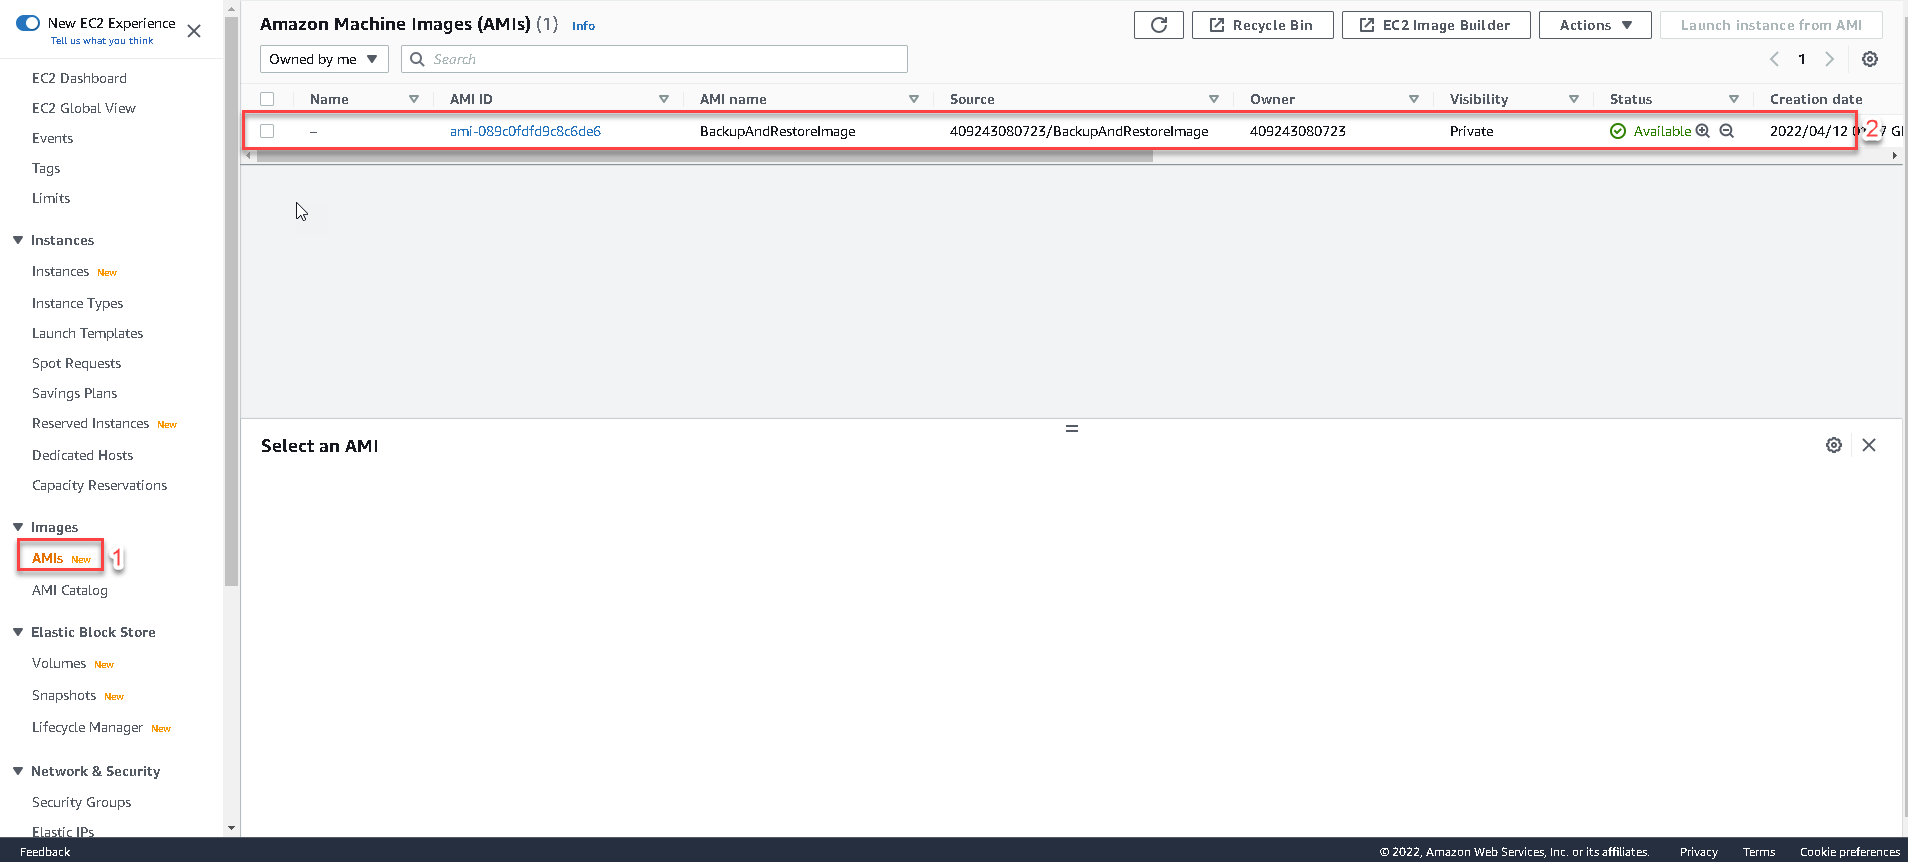 New EC2 Experience
Tell us what you think
EC2 Dashboard
EC2 Global View
Events
Tags
Limits
Instances
Instances New
Instance Types
Launch Templates
Spot Requests
Savings Plans
Reserved Instances New
Dedicated Hosts
Capacity Reservations
Images
AMIs New 1
AMI Catalog
Elastic Block Store
Volumes New
Snapshots New
Lifecycle Manager New
Network & Security
Security Groups
Elastic IPs
Amazon Machine Images (AMIs) (1) Info
Recycle Bin EC2 Image Builder Actions Launch instance from AMI
Owned by me Search 1
Name AMI ID AMI name Source Owner Visibility Status Creation date
– ami-089c0fdfd9c8c6de6 BackupAndRestoreImage 409243080723/BackupAndRestoreImage 409243080723 Private Available 2022/04/12 2
Select an AMI
Feedback © 2022, Amazon Web Services, Inc. or its affiliates. Privacy Terms Cookie preferences